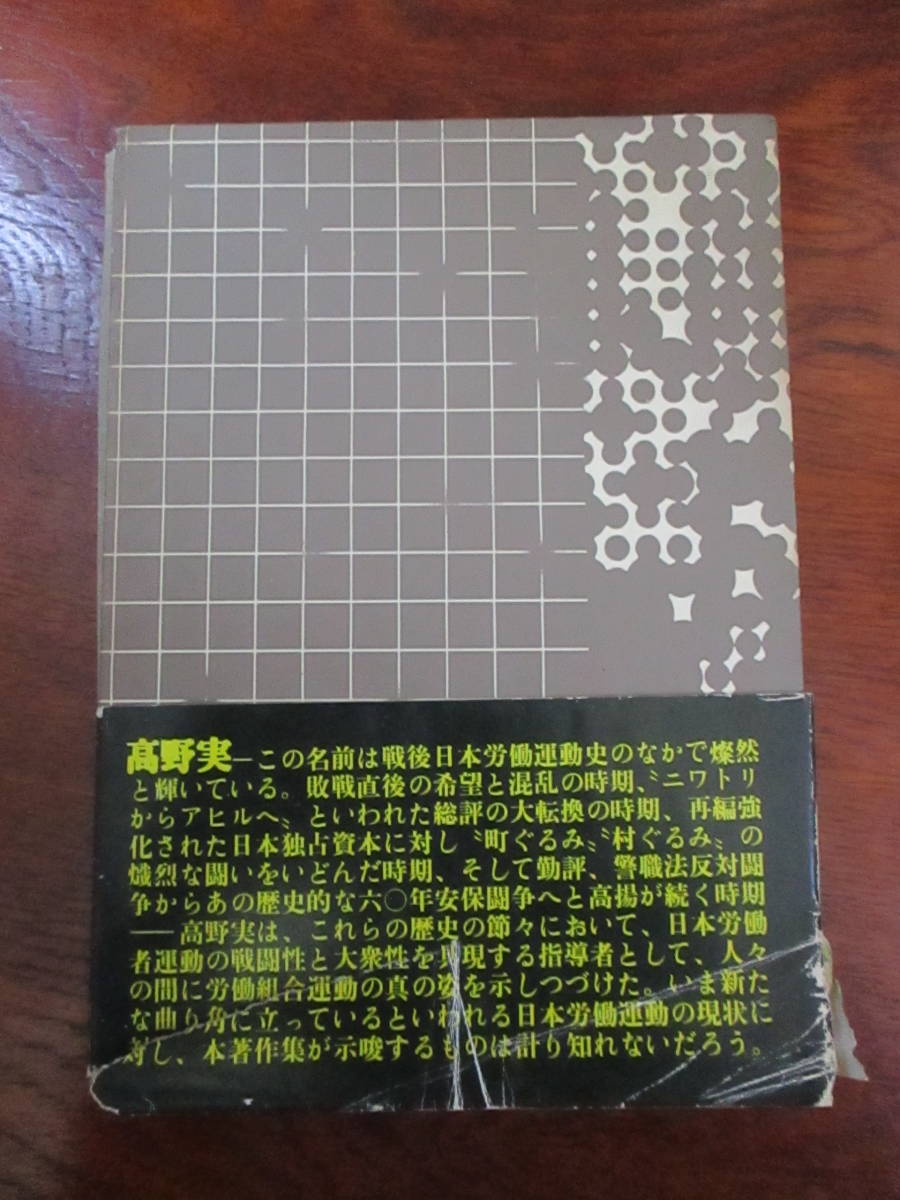 高野実―この名前は戦後日本労働運動史のなかで燦然
と輝いている。敗戦直後の希望と混乱の時期、〝ニワトリ
からアヒルへ〟といわれた総評の大転換の時期、再編強
化された日本独占資本に対し〝町ぐるみ〟〝村ぐるみ〟の
熾烈な闘いをいどんだ時期、そして勤評、警職法反対闘
争からあの歴史的な六〇年安保闘争へと高揚が続く時期
――高野実は、これらの歴史の節々において、日本労働
者運動の戦闘性と大衆性を具現する指導者として、人々
の間に労働組合運動の真の姿を示しつづけた。いま新た
な曲り角に立っているといわれる日本労働運動の現状に
対し、本著作集が示唆するものは計り知れないだろう。